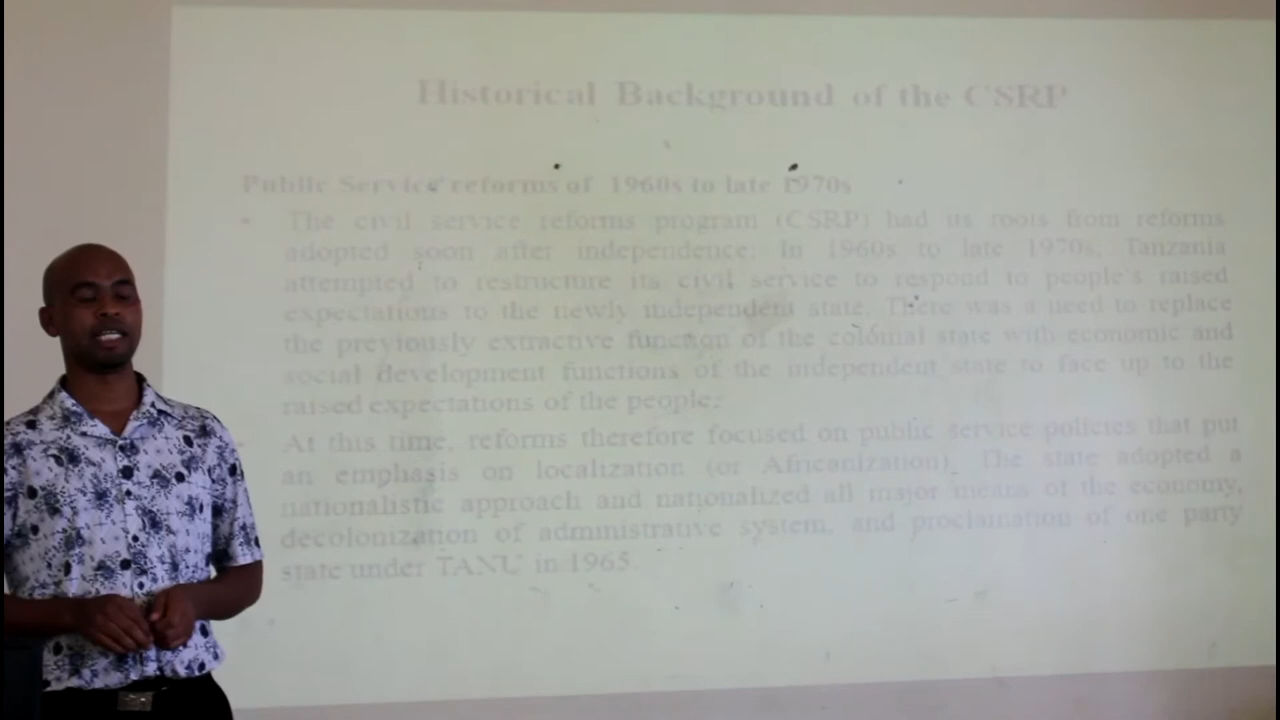 Historical Background of the CSRP
Public Service reforms of 1960s to late 1970s
• The civil service reforms program (CSRP) had its roots from reforms
adopted soon after independence; In 1960s to late 1970s, Tanzania
attempted to restructure its civil service to respond to people's raised
expectations to the newly independent state. There was a need to replace
the previously extractive function of the colonial state with economic and
social development functions of the independent state to face up to the
raised expectations of the people.
• At this time, reforms therefore focused on public service policies that put
an emphasis on localization (or Africanization). The state adopted a
nationalistic approach and nationalized all major means of the economy,
decolonization of administrative system, and proclamation of one party
state under TANU in 1965.